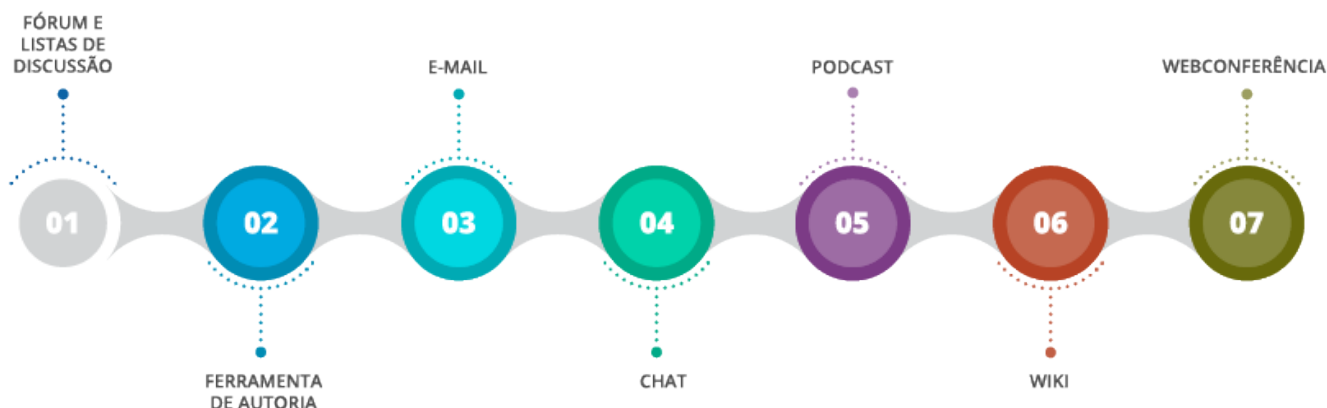 FÓRUM E
LISTAS DE
DISCUSSÃO
01
02
FERRAMENTA
DE AUTORIA
E-MAIL
03
04
CHAT
PODCAST
05
06
WIKI
WEBCONFERÊNCIA
07